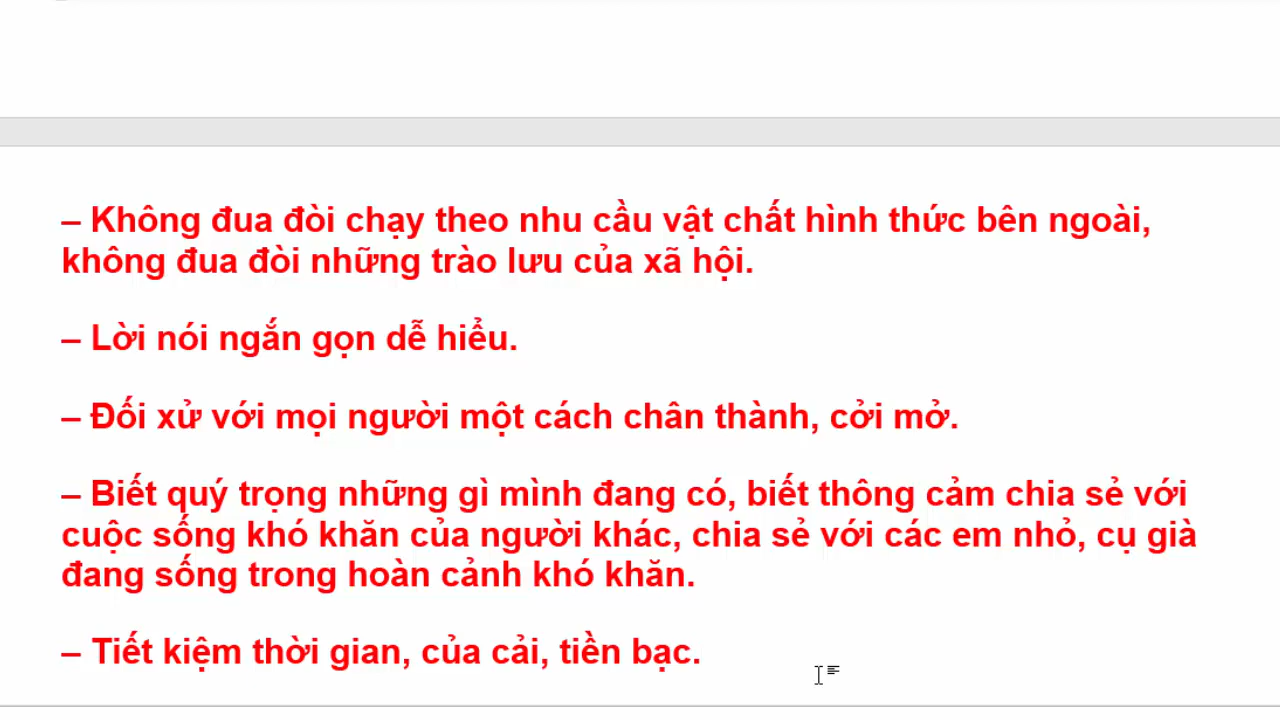 – Không đua đòi chạy theo nhu cầu vật chất hình thức bên ngoài,
không đua đòi những trào lưu của xã hội.
– Lời nói ngắn gọn dễ hiểu.
– Đối xử với mọi người một cách chân thành, cởi mở.
– Biết quý trọng những gì mình đang có, biết thông cảm chia sẻ với
cuộc sống khó khăn của người khác, chia sẻ với các em nhỏ, cụ già
đang sống trong hoàn cảnh khó khăn.
– Tiết kiệm thời gian, của cải, tiền bạc.